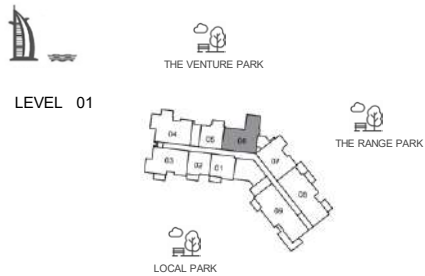 THE VENTURE PARK
LEVEL 01
THE RANGE PARK
04
05
06
03
02
01
07
08
09
LOCAL PARK